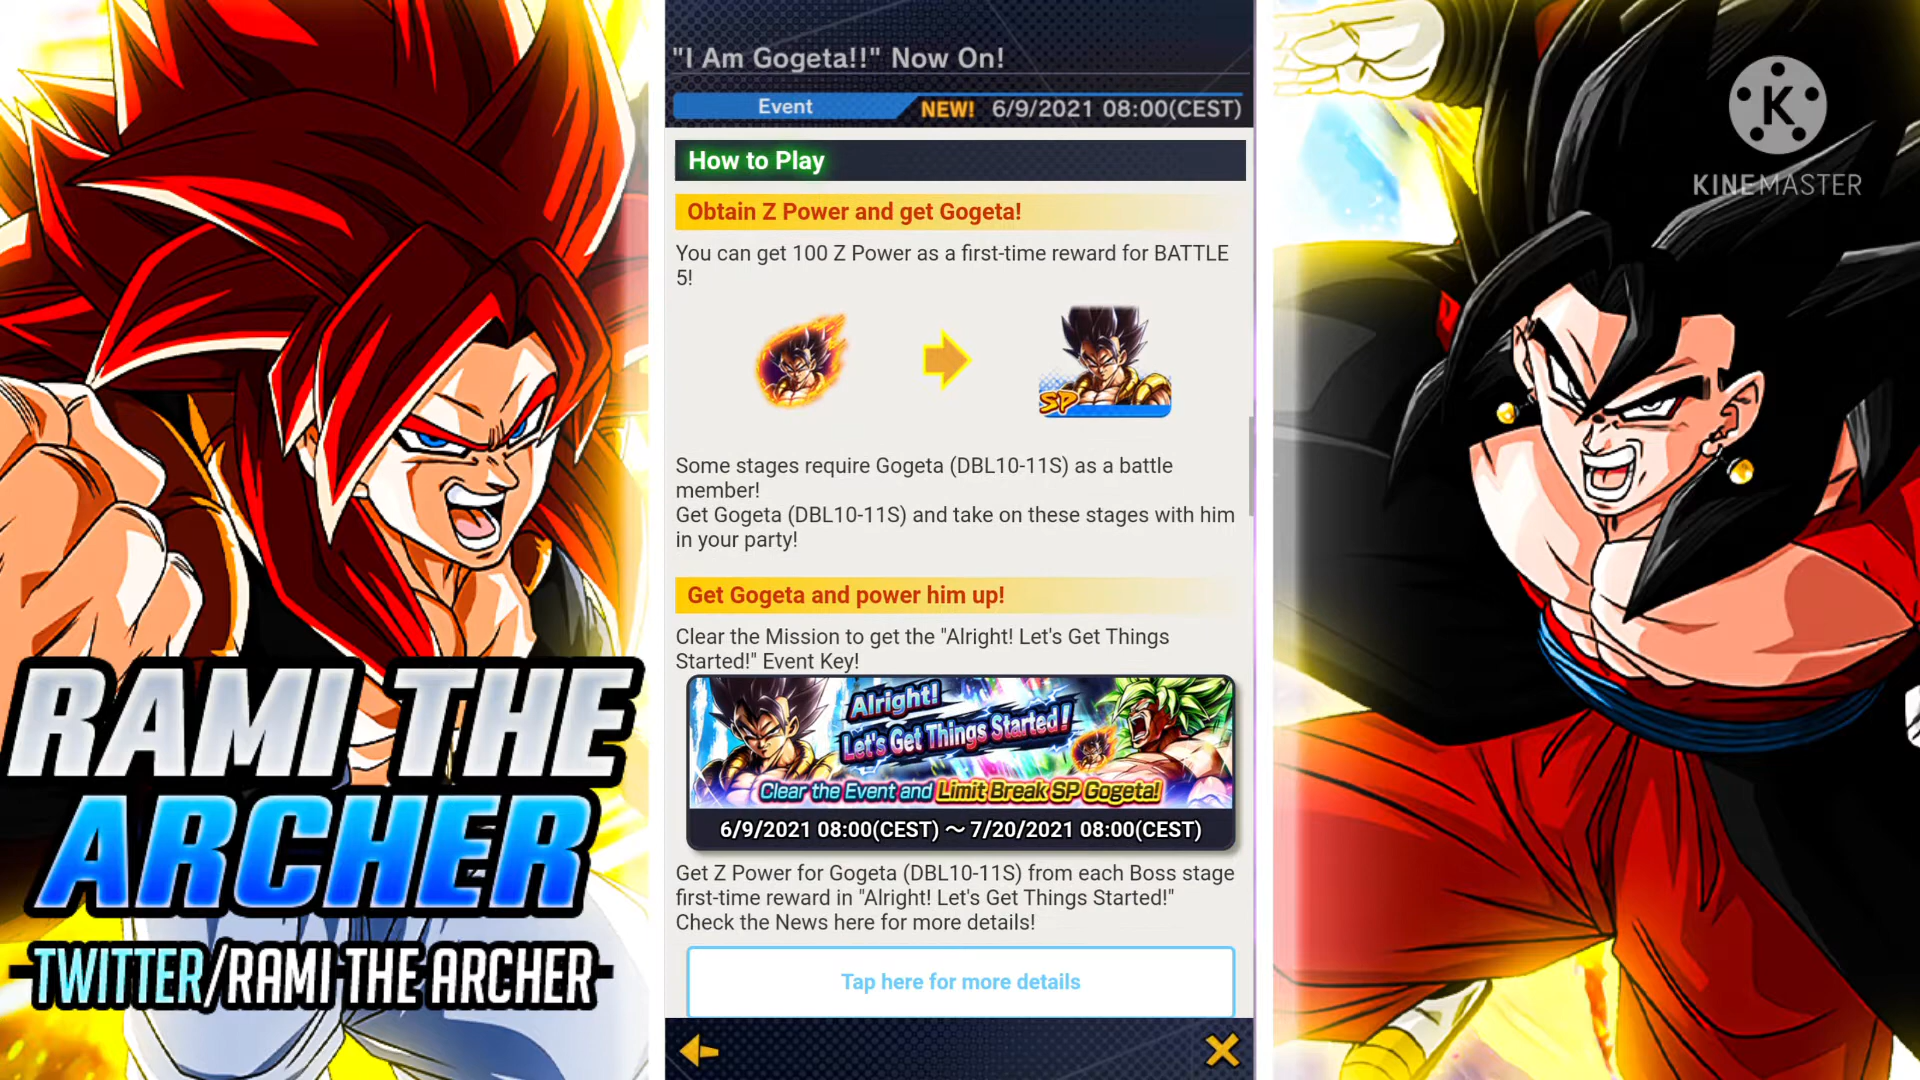 "I Am Gogeta!!" Now On!
Event NEW! 6/9/2021 08:00(CEST)
How to Play
Obtain Z Power and get Gogeta!
You can get 100 Z Power as a first-time reward for BATTLE
5!
SP
Some stages require Gogeta (DBL10-11S) as a battle
member!
Get Gogeta (DBL10-11S) and take on these stages with him
in your party!
Get Gogeta and power him up!
Clear the Mission to get the "Alright! Let's Get Things
Started!" Event Key!
Alright!
Let's Get Things Started!
Clear the Event and Limit Break SP Gogeta!
6/9/2021 08:00(CEST) ～ 7/20/2021 08:00(CEST)
Get Z Power for Gogeta (DBL10-11S) from each Boss stage
first-time reward in "Alright! Let's Get Things Started!"
Check the News here for more details!
Tap here for more details
RAMI THE
ARCHER
-TWITTER/RAMI THE ARCHER-
K
KINEMASTER